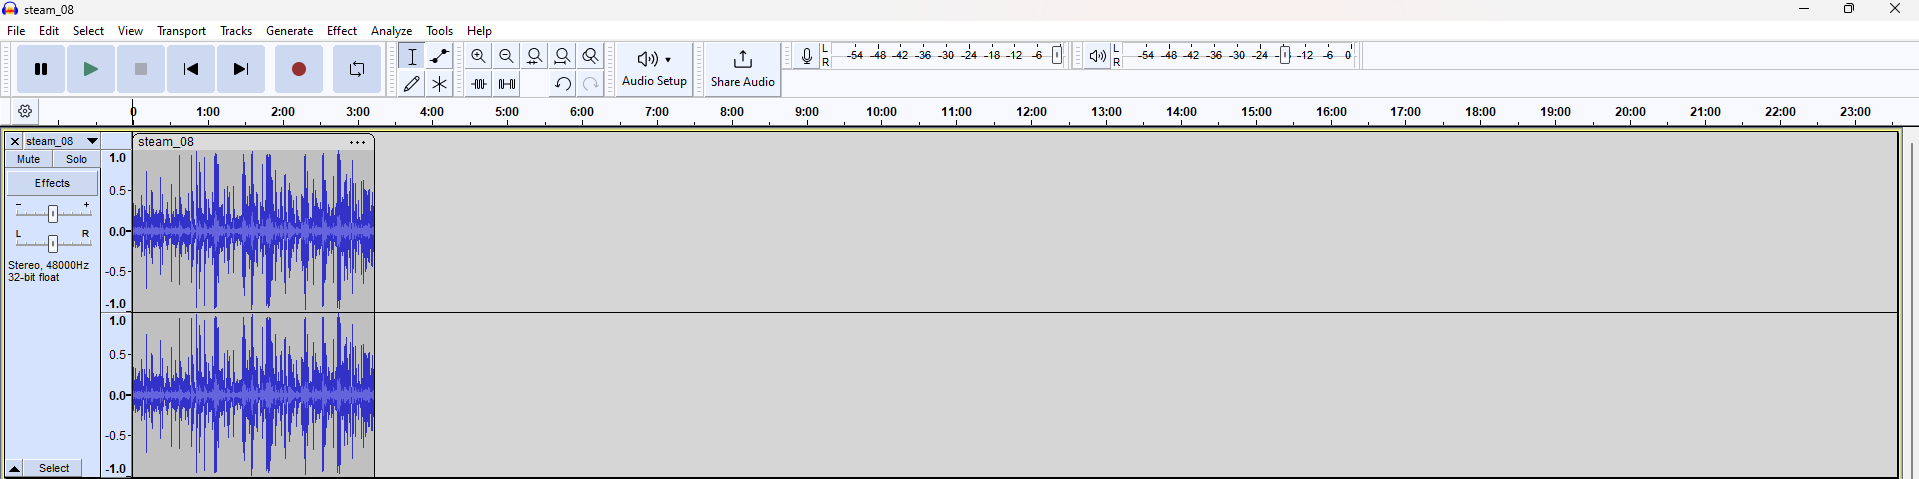 steam_08
File Edit Select View Transport Tracks Generate Effect Analyze Tools Help
Audio Setup
Share Audio
L
R
-54 -48 -42 -36 -30 -24 -18 -12 -6
L
R
-54 -48 -42 -36 -30 -24 -12 -6 0
0 1:00 2:00 3:00 4:00 5:00 6:00 7:00 8:00 9:00 10:00 11:00 12:00 13:00 14:00 15:00 16:00 17:00 18:00 19:00 20:00 21:00 22:00 23:00
steam_08
Mute Solo
Effects
- +
L R
Stereo, 48000Hz
32-bit float
Select
1.0
0.5
0.0
-0.5
-1.0
1.0
0.5
0.0
-0.5
-1.0
steam_08